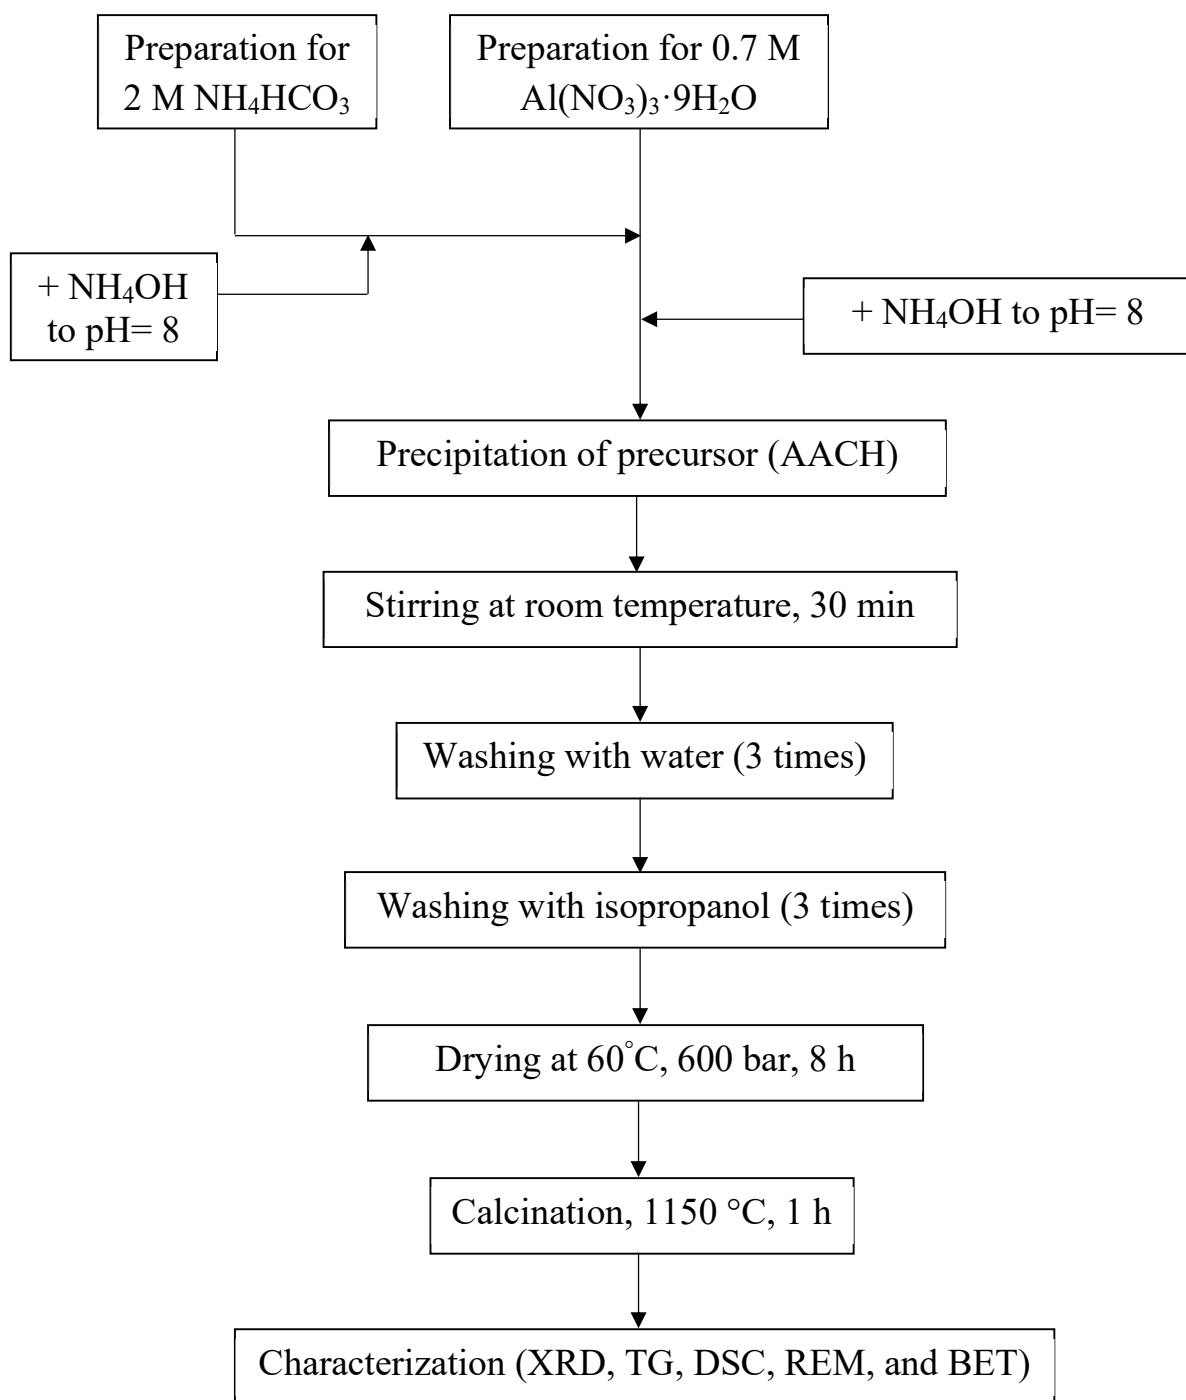 Preparation for
2 M NH₄HCO₃
Preparation for 0.7 M
Al(NO₃)₃·9H₂O
+ NH₄OH
to pH= 8
+ NH₄OH to pH= 8
Precipitation of precursor (AACH)
Stirring at room temperature, 30 min
Washing with water (3 times)
Washing with isopropanol (3 times)
Drying at 60°C, 600 bar, 8 h
Calcination, 1150 °C, 1 h
Characterization (XRD, TG, DSC, REM, and BET)